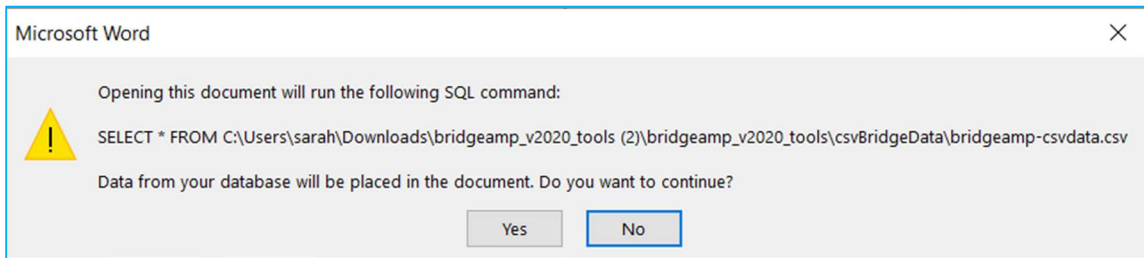 Microsoft Word
Opening this document will run the following SQL command:
SELECT * FROM C:\Users\sarah\Downloads\bridgeamp_v2020_tools (2)\bridgeamp_v2020_tools\csvBridgeData\bridgeamp-csvdata.csv
Data from your database will be placed in the document. Do you want to continue?
Yes No